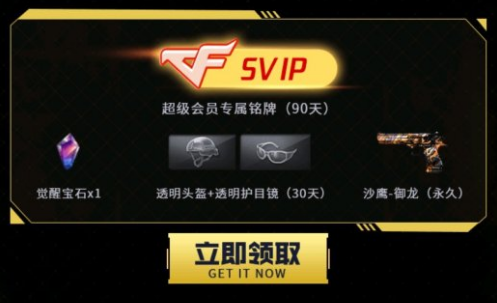 CF SVIP
超级会员专属铭牌（90天）
觉醒宝石x1
透明头盔+透明护目镜（30天）
沙鹰-御龙（永久）
立即领取
GET IT NOW